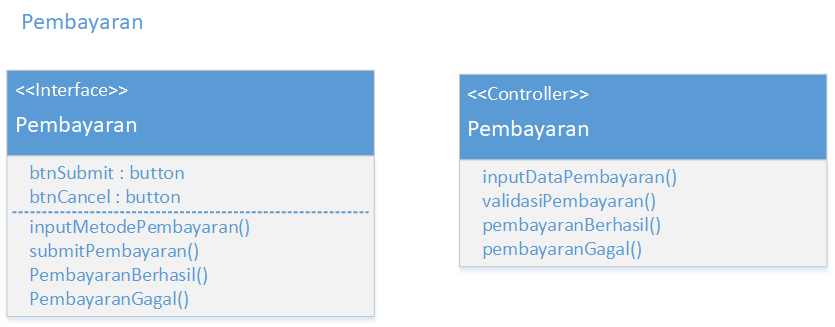 Pembayaran
<<Interface>>
Pembayaran
btnSubmit : button
btnCancel : button
inputMetodePembayaran()
submitPembayaran()
PembayaranBerhasil()
PembayaranGagal()
<<Controller>>
Pembayaran
inputDataPembayaran()
validasiPembayaran()
pembayaranBerhasil()
pembayaranGagal()